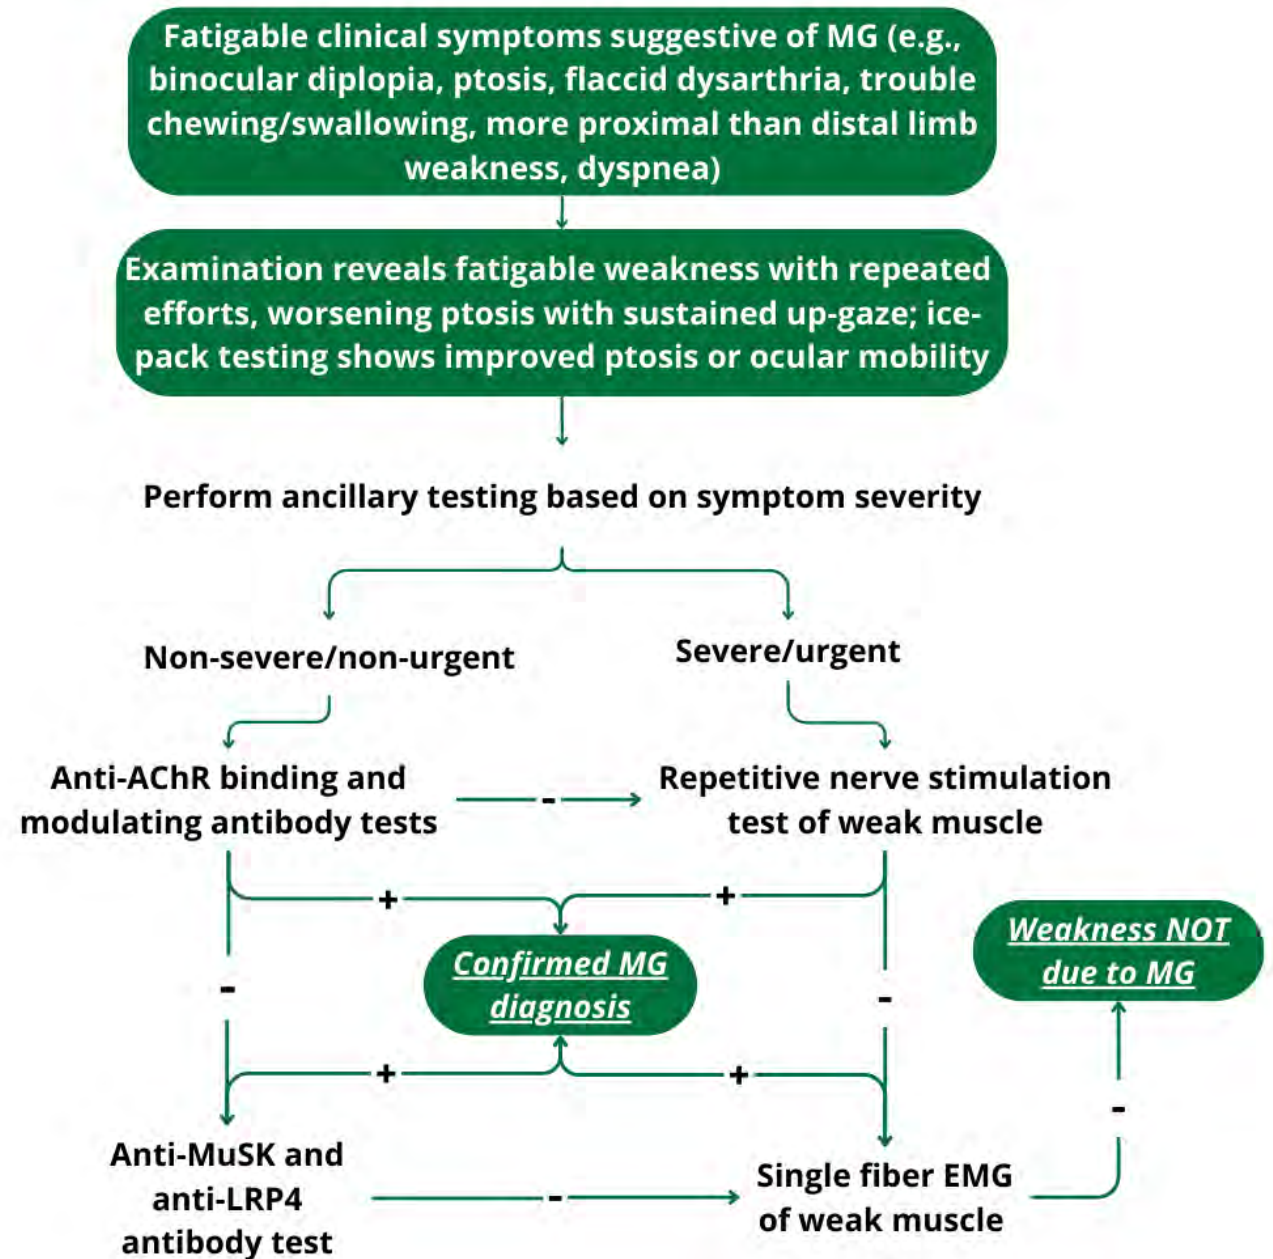 Fatigable clinical symptoms suggestive of MG (e.g.,
binocular diplopia, ptosis, flaccid dysarthria, trouble
chewing/swallowing, more proximal than distal limb
weakness, dyspnea)
Examination reveals fatigable weakness with repeated
efforts, worsening ptosis with sustained up-gaze; ice-
pack testing shows improved ptosis or ocular mobility
Perform ancillary testing based on symptom severity
Non-severe/non-urgent
Severe/urgent
Anti-AChR binding and
modulating antibody tests
-
Repetitive nerve stimulation
test of weak muscle
+
+
Confirmed MG
diagnosis
Weakness NOT
due to MG
-
-
+
+
-
Anti-MuSK and
anti-LRP4
antibody test
-
Single fiber EMG
of weak muscle